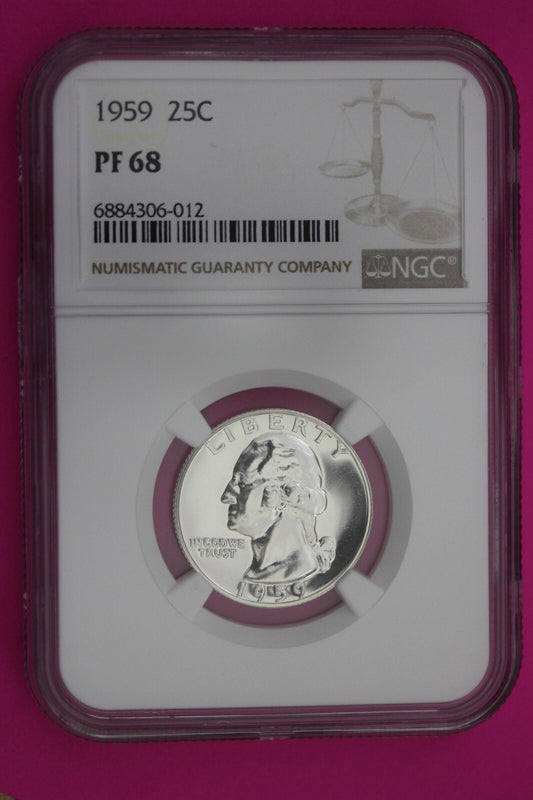 1959 25C
PF 68
6884306-012
NUMISMATIC GUARANTY COMPANY
NGC®
LIBERTY
IN GOD WE
TRUST
1959